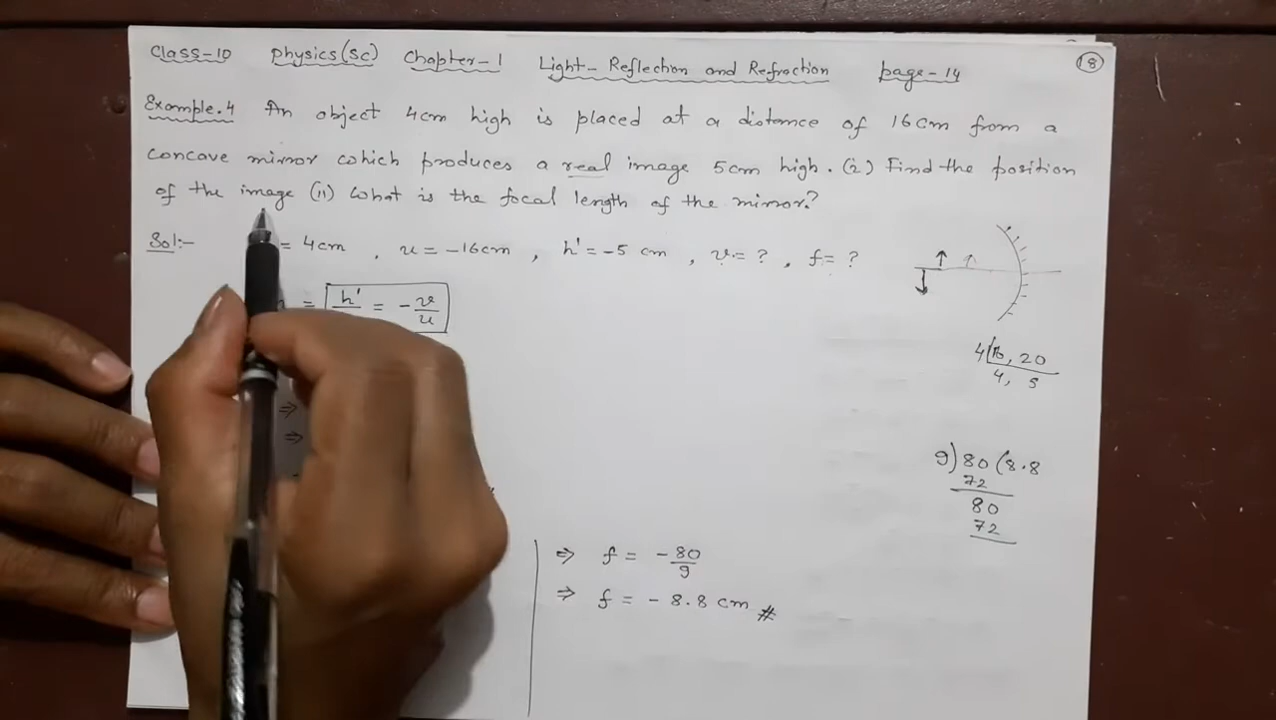 Class-10 Physics(SC) Chapter-1 Light- Reflection and Refraction page-14 18
Example.4 An object 4cm high is placed at a distance of 16cm from a
concave mirror which produces a real image 5cm high. (i) Find the position
of the image (ii) What is the focal length of the mirror?
Sol:- = 4cm , u = -16cm , h' = -5 cm , v = ? , f = ?
= h' = - v/u
4 16, 20
4, 5
⇒
⇒
9) 80 (8.8
72
80
72
⇒ f = - 80/9
⇒ f = - 8.8 cm #